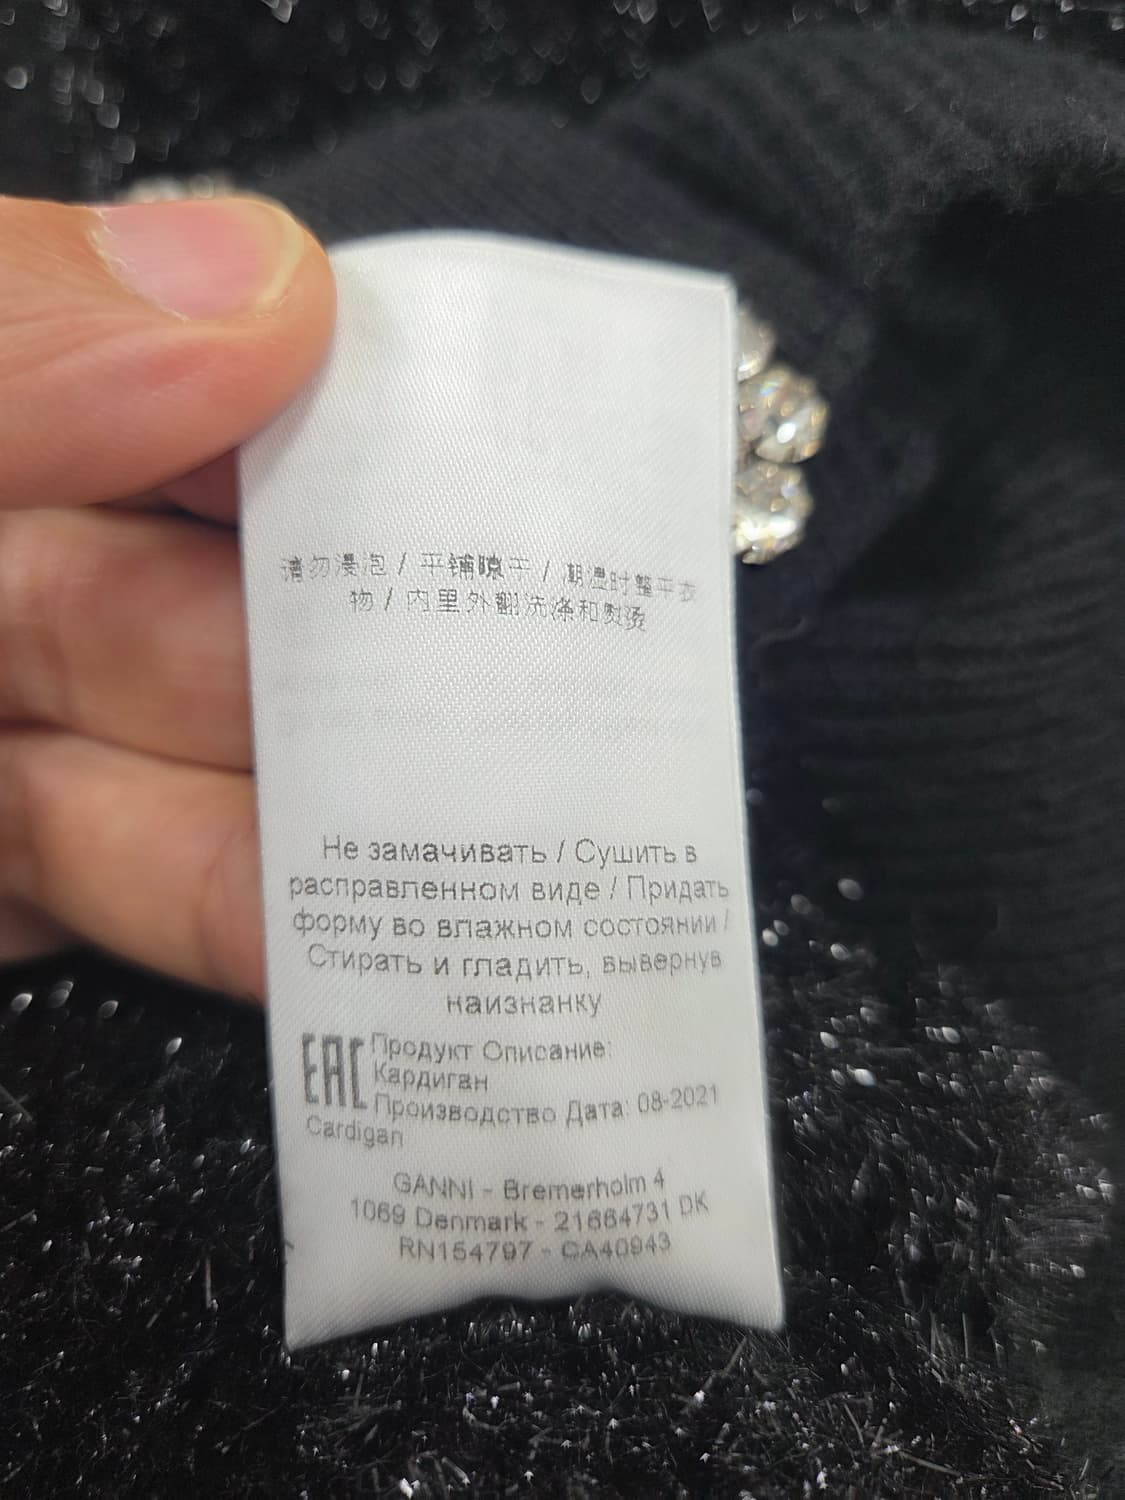 请勿浸泡 / 平铺晾干 / 潮湿时整平衣
物 / 内里外翻洗涤和熨烫
Не замачивать / Сушить в
расправленном виде / Придать
форму во влажном состоянии /
Стирать и гладить, вывернув
наизнанку
EAC Продукт Описание:
Кардиган
Производство Дата: 08-2021
Cardigan
GANNI - Bremerholm 4
1069 Denmark - 21664731 DK
RN154797 - CA40943